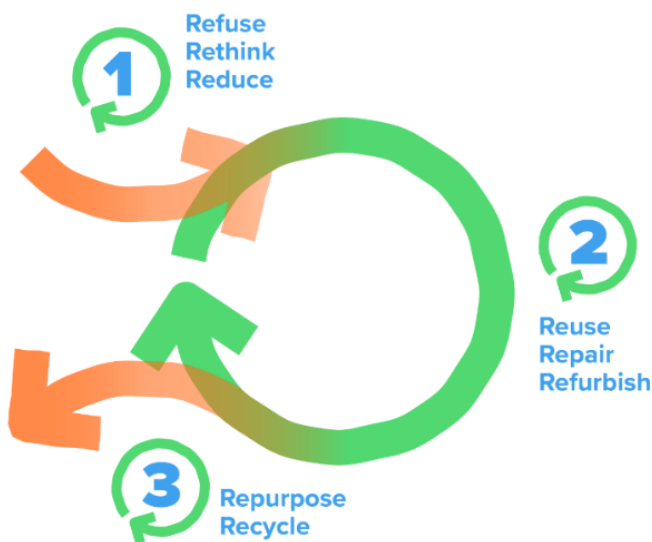 1
Refuse
Rethink
Reduce
2
Reuse
Repair
Refurbish
3
Repurpose
Recycle